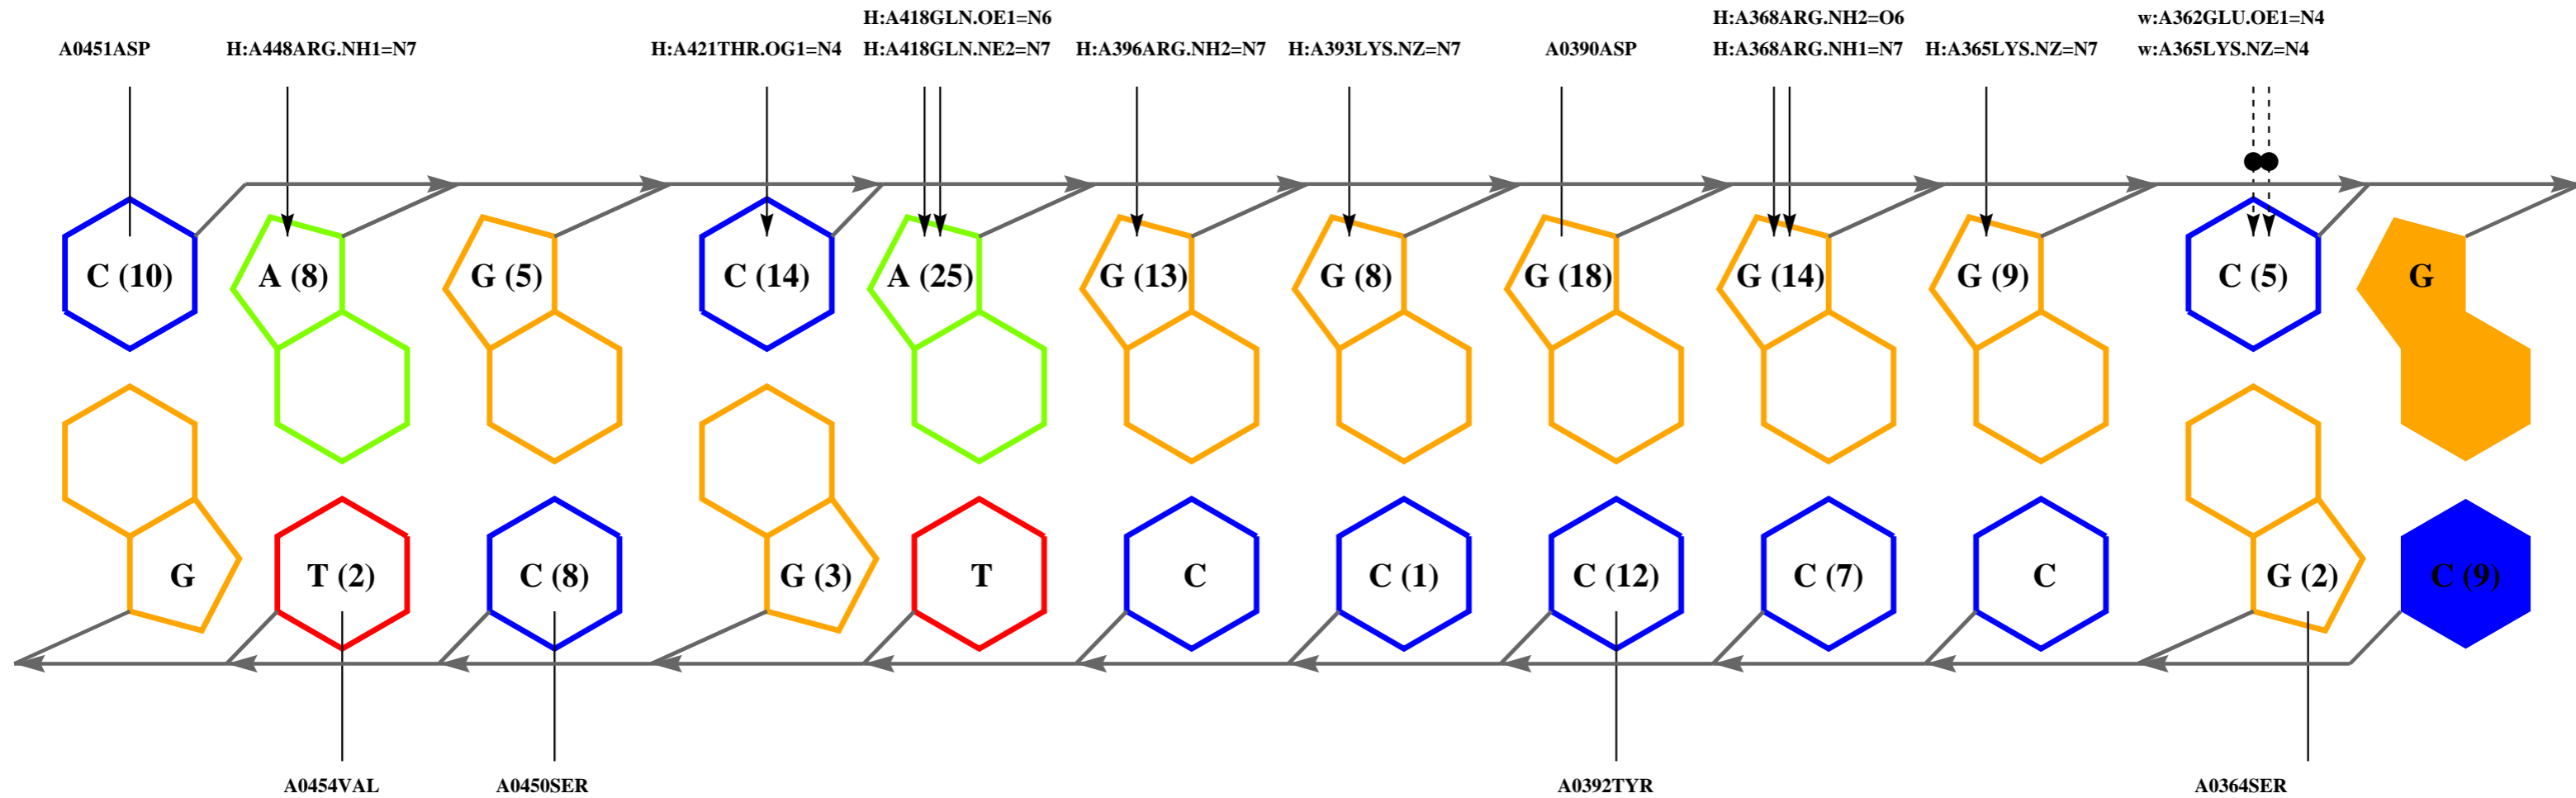 H:A418GLN.OE1=N6 H:A368ARG.NH2=O6 w:A362GLU.OE1=N4
A0451ASP H:A448ARG.NH1=N7 H:A421THR.OG1=N4 H:A418GLN.NE2=N7 H:A396ARG.NH2=N7 H:A393LYS.NZ=N7 A0390ASP H:A368ARG.NH1=N7 H:A365LYS.NZ=N7 w:A365LYS.NZ=N4
C (10) A (8) G (5) C (14) A (25) G (13) G (8) G (18) G (14) G (9) C (5) G
G T (2) C (8) G (3) T C C (1) C (12) C (7) C G (2) C (9)
A0454VAL A0450SER A0392TYR A0364SER